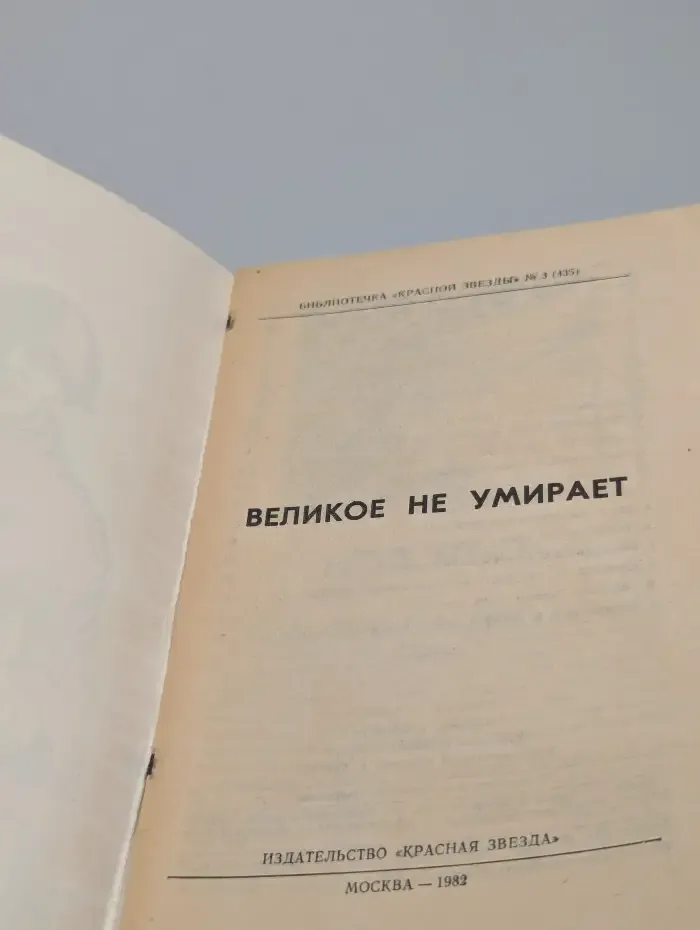 БИБЛИОТЕЧКА «КРАСНОЙ ЗВЕЗДЫ» № 3 (435)
ВЕЛИКОЕ НЕ УМИРАЕТ
ИЗДАТЕЛЬСТВО «КРАСНАЯ ЗВЕЗДА»
МОСКВА — 1982